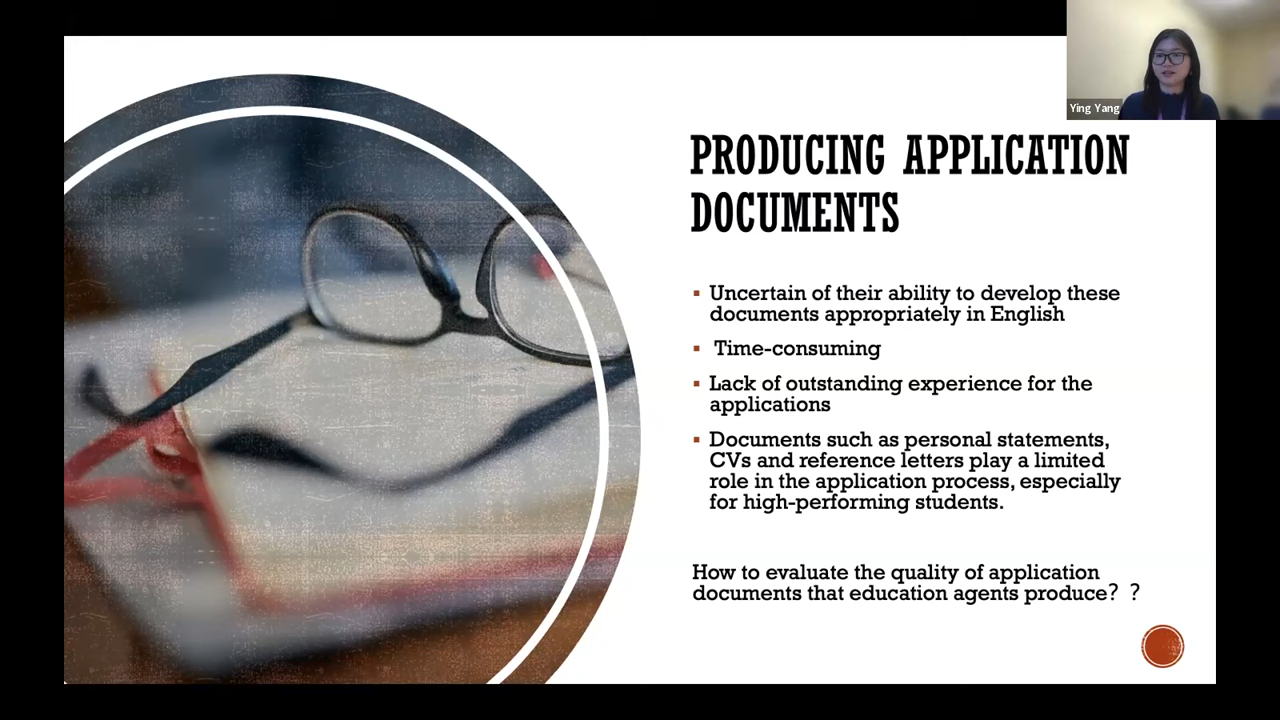 Ying Yang
PRODUCING APPLICATION
DOCUMENTS
▪ Uncertain of their ability to develop these
documents appropriately in English
▪ Time-consuming
▪ Lack of outstanding experience for the
applications
▪ Documents such as personal statements,
CVs and reference letters play a limited
role in the application process, especially
for high-performing students.
How to evaluate the quality of application
documents that education agents produce？？